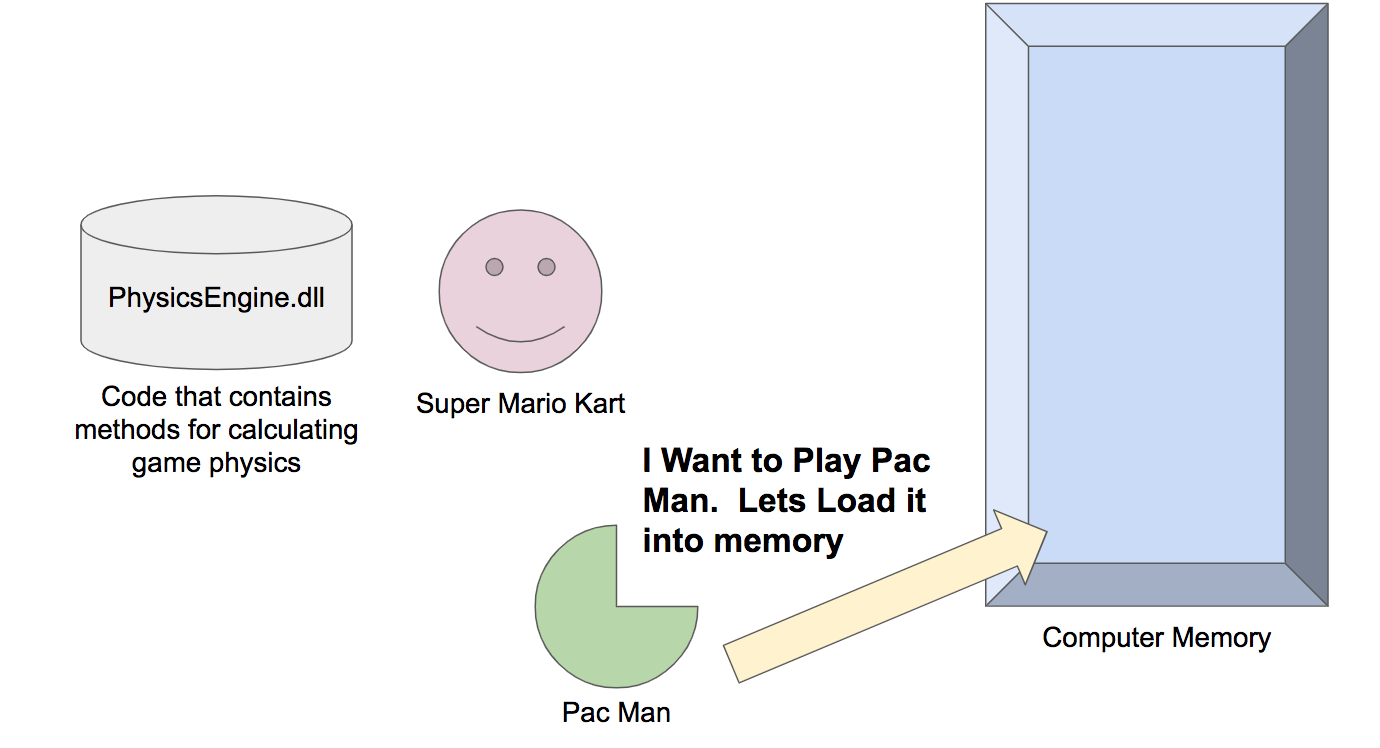 PhysicsEngine.dll
Code that contains
methods for calculating
game physics
Super Mario Kart
I Want to Play Pac
Man.  Lets Load it
into memory
Pac Man
Computer Memory